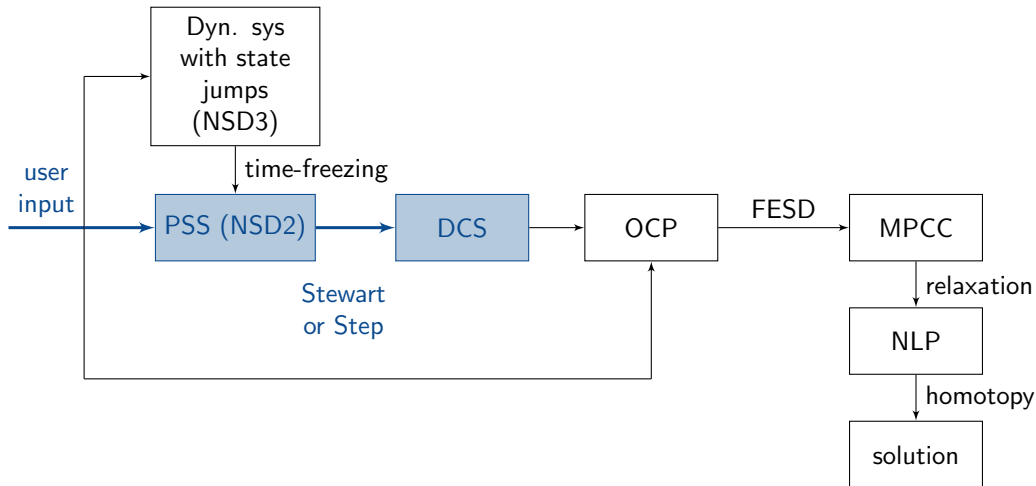 Dyn. sys
with state
jumps
(NSD3)
time-freezing
user
input
PSS (NSD2)
DCS
Stewart
or Step
OCP
FESD
MPCC
relaxation
NLP
homotopy
solution